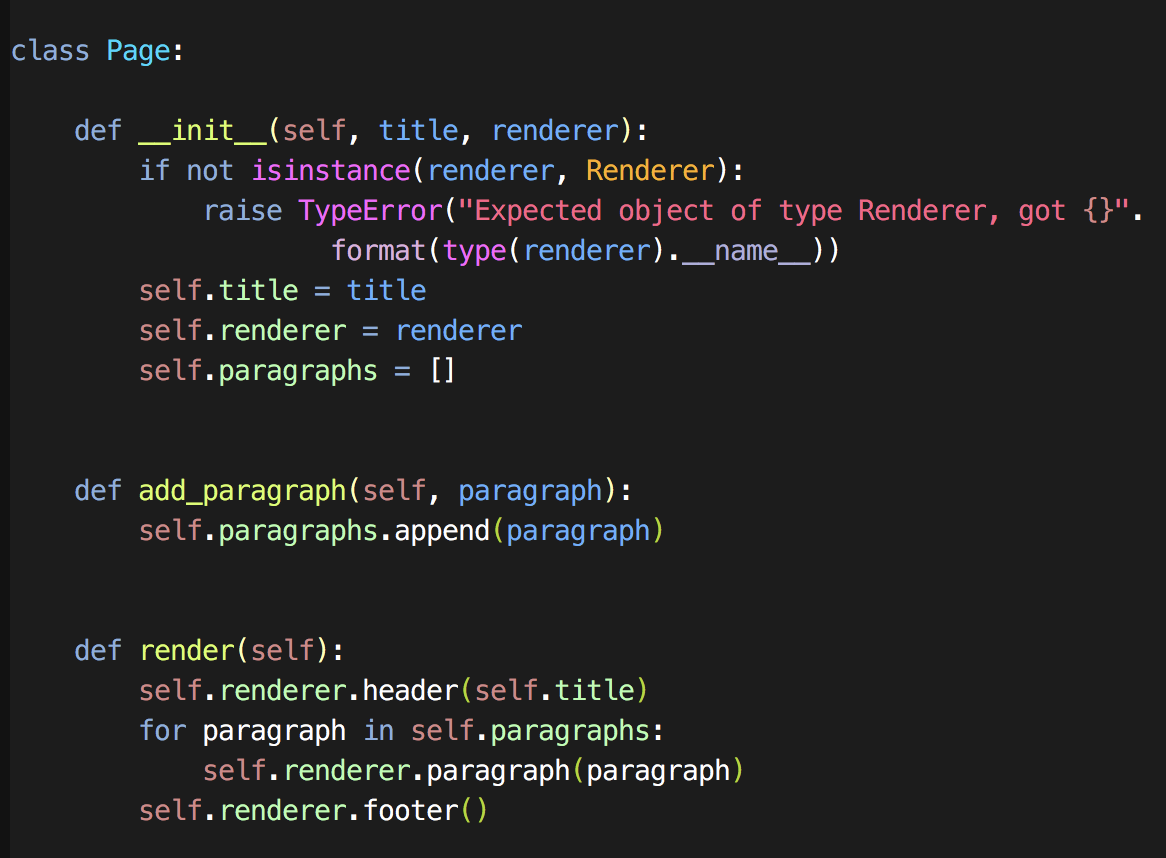 class Page:
    def __init__(self, title, renderer):
        if not isinstance(renderer, Renderer):
            raise TypeError("Expected object of type Renderer, got {}".
                    format(type(renderer).__name__))
        self.title = title
        self.renderer = renderer
        self.paragraphs = []
    def add_paragraph(self, paragraph):
        self.paragraphs.append(paragraph)
    def render(self):
        self.renderer.header(self.title)
        for paragraph in self.paragraphs:
            self.renderer.paragraph(paragraph)
        self.renderer.footer()